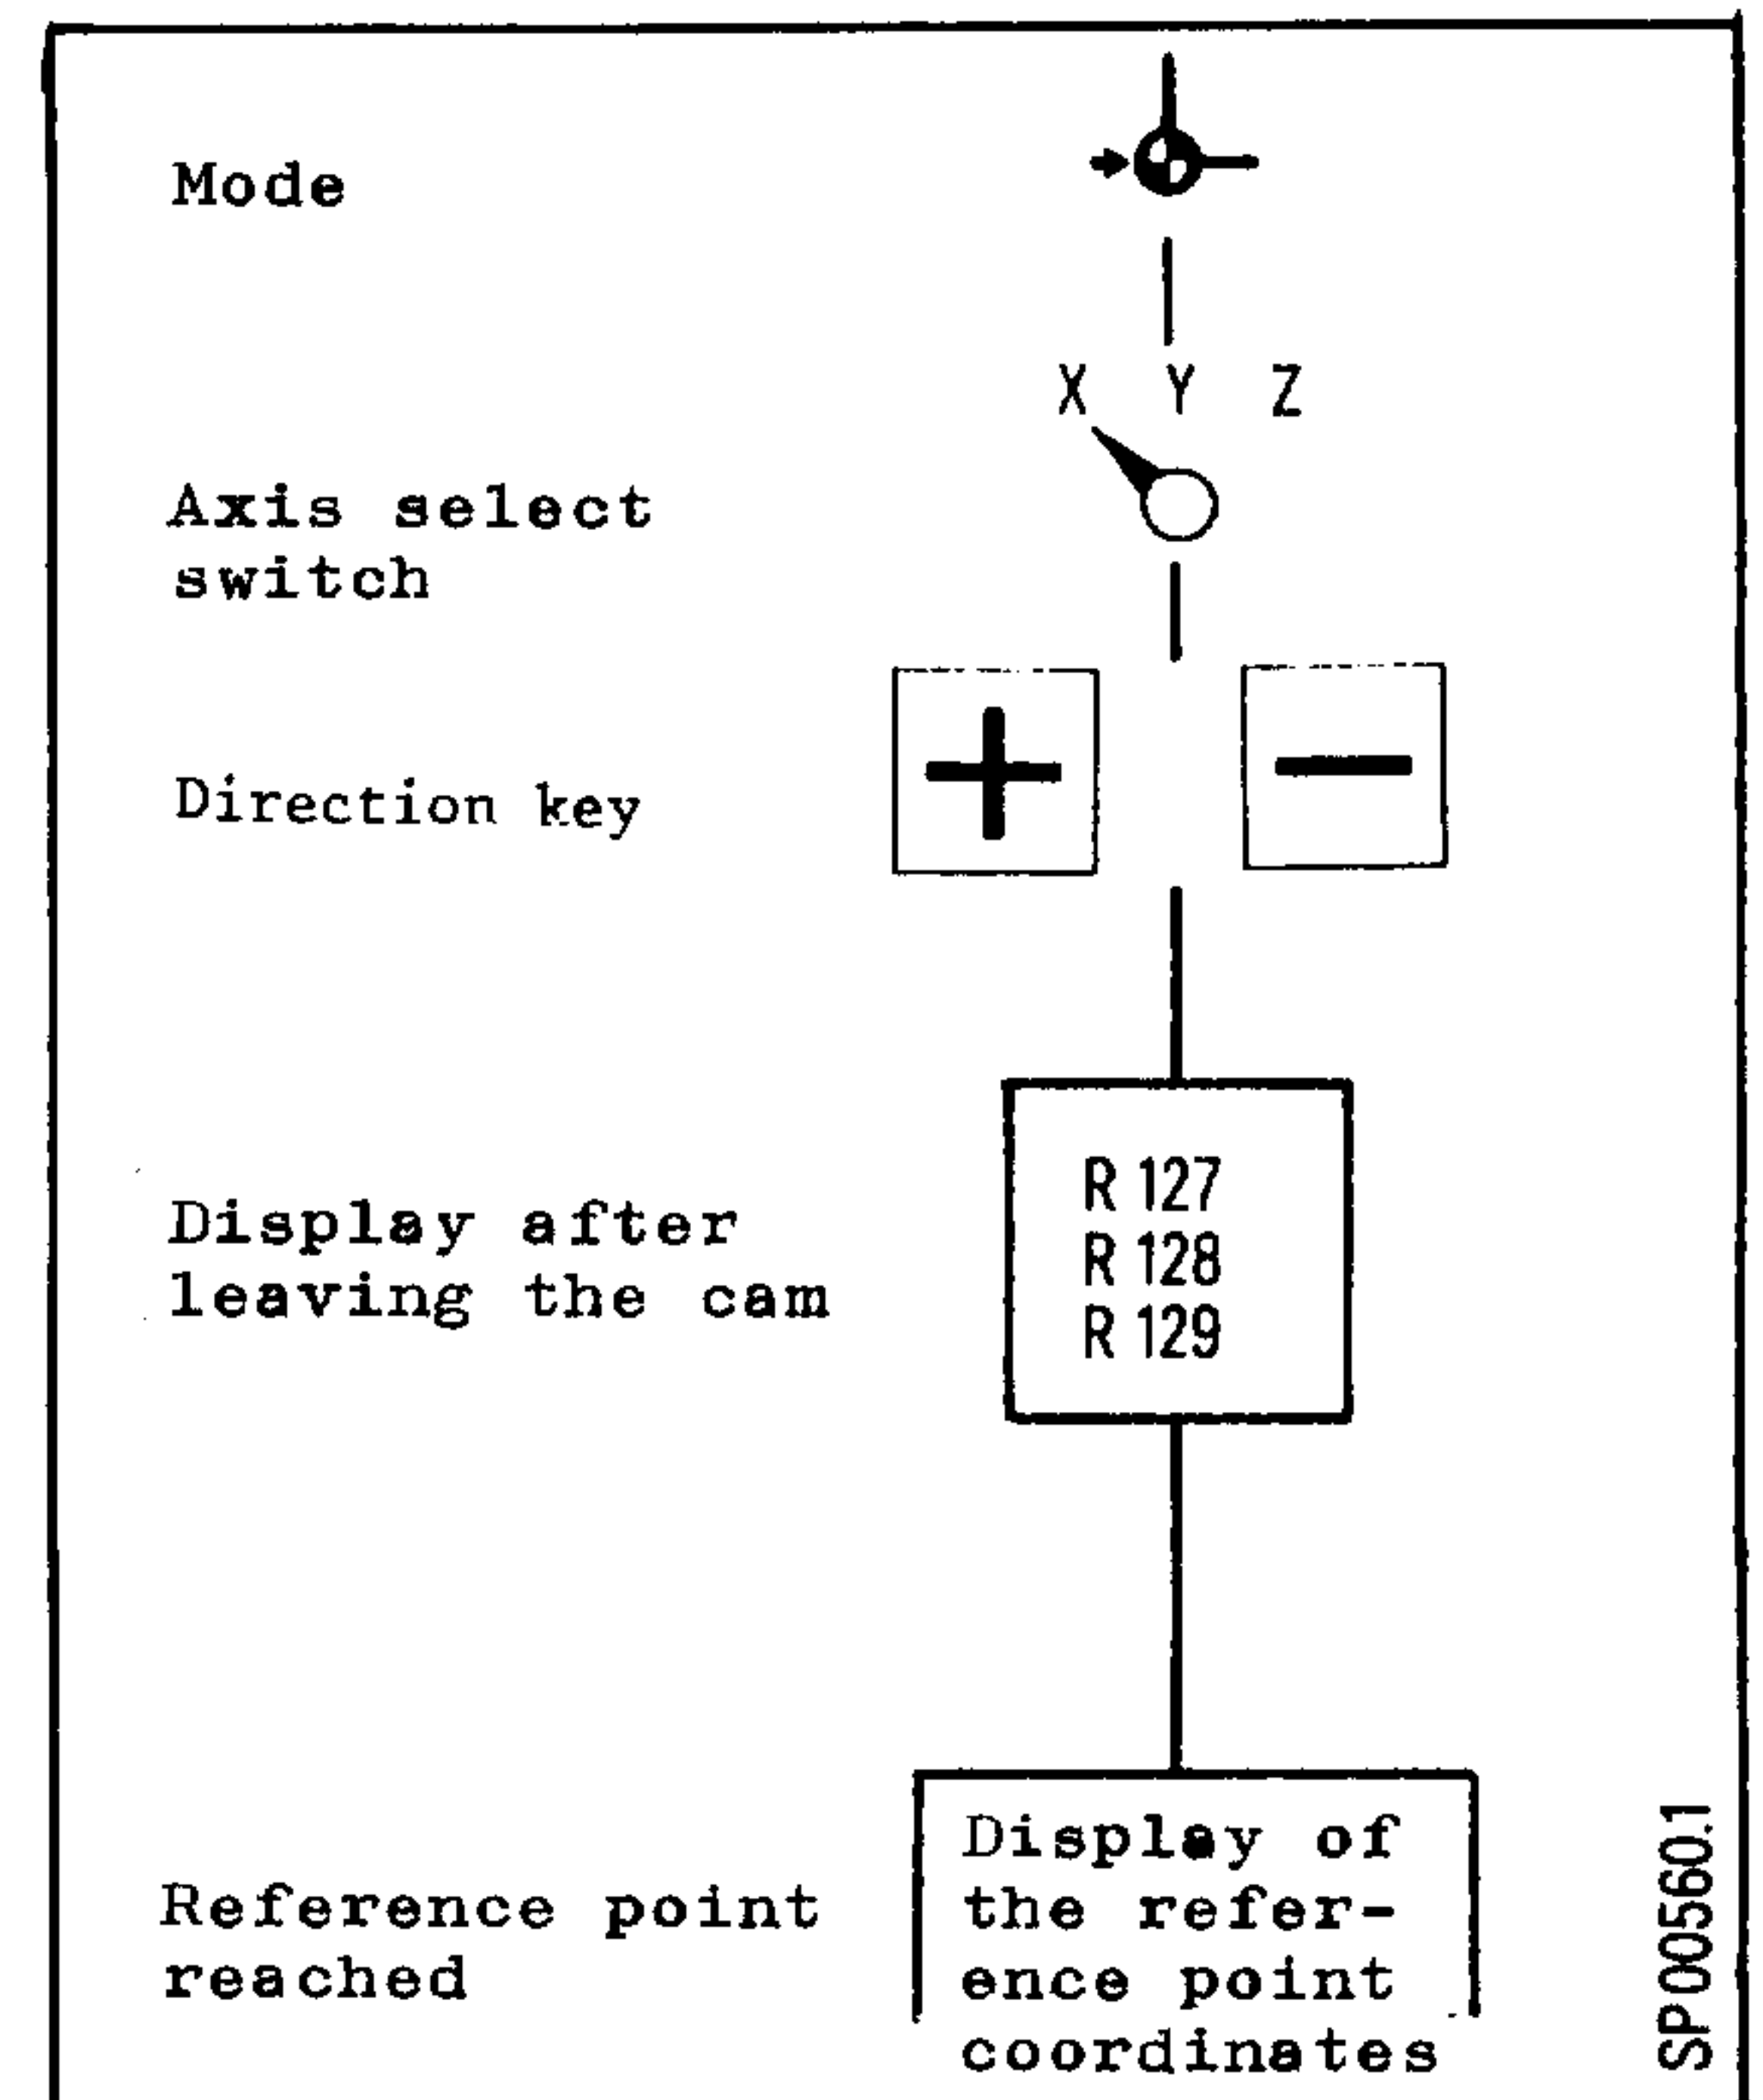 Mode
X Y Z
Axis select
switch
Direction key
R 127
R 128
R 129
Display after
leaving the cam
Display of
the refer-
ence point
coordinates
Reference point
reached
SP00560.1